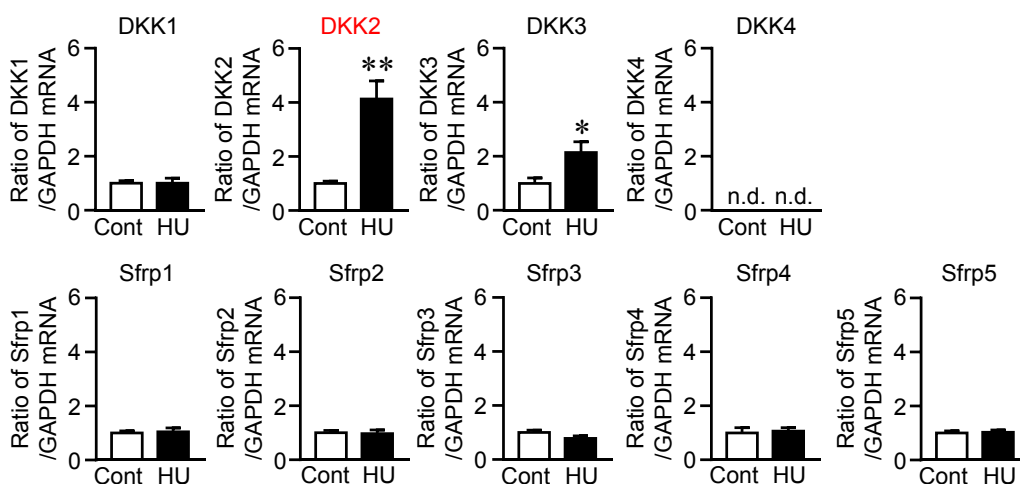 DKK1
Ratio of DKK1
/GAPDH mRNA
6
4
2
0
Cont HU
DKK2
Ratio of DKK2
/GAPDH mRNA
6
4
2
0
**
Cont HU
DKK3
Ratio of DKK3
/GAPDH mRNA
6
4
2
0
*
Cont HU
DKK4
Ratio of DKK4
/GAPDH mRNA
6
4
2
0
n.d. n.d.
Cont HU
Sfrp1
Ratio of Sfrp1
/GAPDH mRNA
6
4
2
0
Cont HU
Sfrp2
Ratio of Sfrp2
/GAPDH mRNA
6
4
2
0
Cont HU
Sfrp3
Ratio of Sfrp3
/GAPDH mRNA
6
4
2
0
Cont HU
Sfrp4
Ratio of Sfrp4
/GAPDH mRNA
6
4
2
0
Cont HU
Sfrp5
Ratio of Sfrp5
/GAPDH mRNA
6
4
2
0
Cont HU